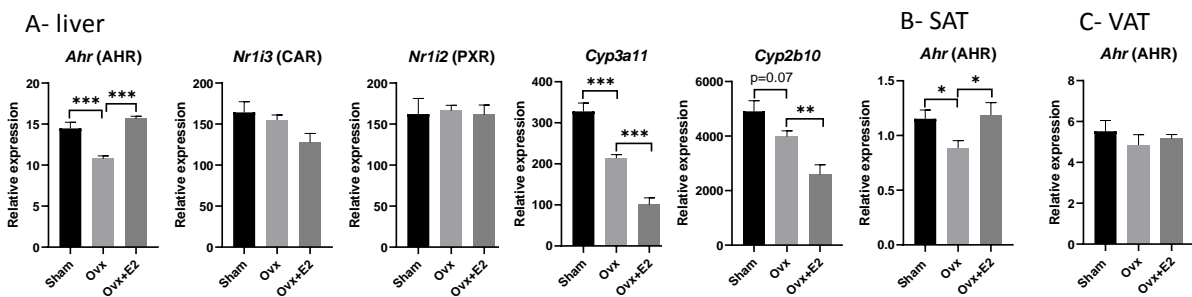 A- liver
Ahr (AHR)
Relative expression
20
15
10
5
0
***
***
Sham
Ovx
Ovx+E2
Nr1i3 (CAR)
Relative expression
200
150
100
50
0
Sham
Ovx
Ovx+E2
Nr1i2 (PXR)
Relative expression
200
150
100
50
0
Sham
Ovx
Ovx+E2
Cyp3a11
Relative expression
400
300
200
100
0
***
***
Sham
Ovx
Ovx+E2
Cyp2b10
Relative expression
6000
4000
2000
0
p=0.07
**
Sham
Ovx
Ovx+E2
B- SAT
Ahr (AHR)
Relative expression
1.5
1.0
0.5
0.0
*
*
Sham
Ovx
Ovx+E2
C- VAT
Ahr (AHR)
Relative expression
8
6
4
2
0
Sham
Ovx
Ovx+E2